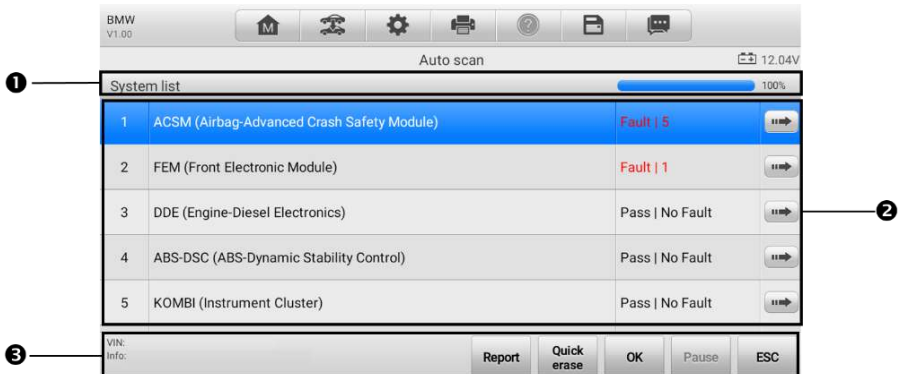 BMW
V1.00
M
?
Auto scan
12.04V
❶
System list
100%
1 ACSM (Airbag-Advanced Crash Safety Module) Fault | 5
2 FEM (Front Electronic Module) Fault | 1
3 DDE (Engine-Diesel Electronics) Pass | No Fault
❷
4 ABS-DSC (ABS-Dynamic Stability Control) Pass | No Fault
5 KOMBI (Instrument Cluster) Pass | No Fault
❸
VIN:
Info:
Report
Quick
erase
OK
Pause
ESC